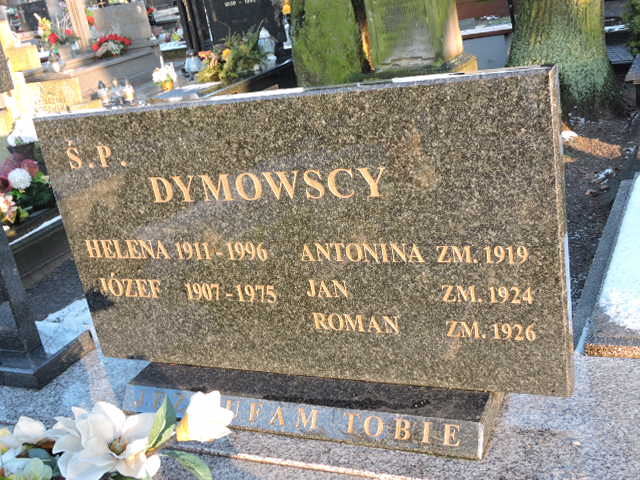 Ś.P.
DYMOWSCY
HELENA 1911-1996 ANTONINA ZM. 1919
JÓZEF 1907-1975 JAN ZM. 1924
ROMAN ZM. 1926
UFAM TOBIE